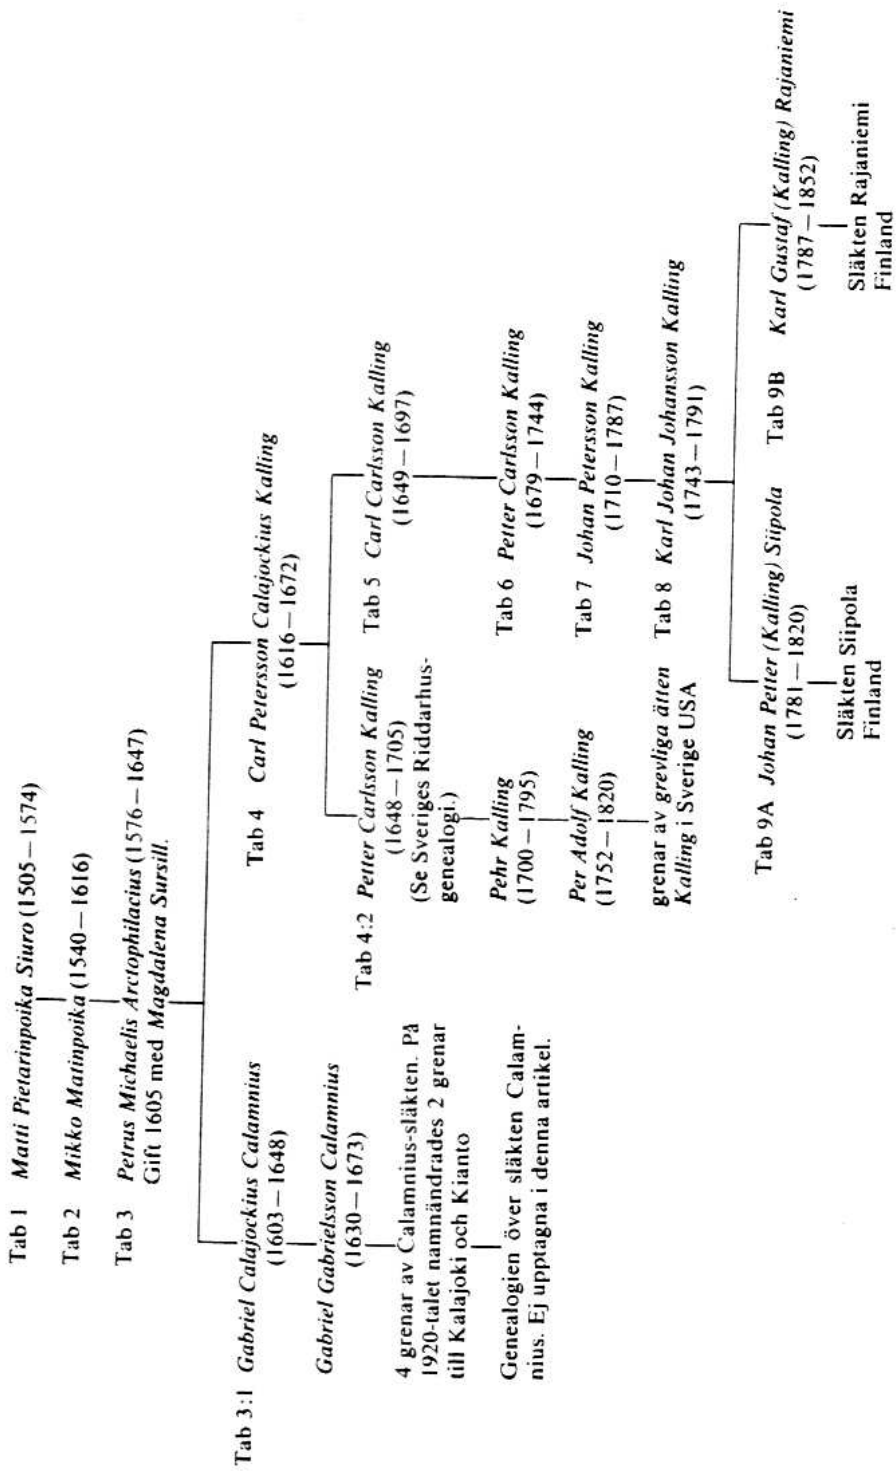 Tab 1 Matti Pietarinpoika Siuro (1505–1574)
Tab 2 Mikko Matinpoika (1540–1616)
Tab 3 Petrus Michaelis Arctophilacius (1576–1647)
Gift 1605 med Magdalena Sursill.
Tab 3:1 Gabriel Calajockius Calamnius
(1603–1648)
Gabriel Gabrielsson Calamnius
(1630–1673)
4 grenar av Calamnius-släkten. På
1920-talet namnändrades 2 grenar
till Kalajoki och Kianto
Genealogien över släkten Calam-
nius. Ej upptagna i denna artikel.
Tab 4 Carl Petersson Calajockius Kalling
(1616–1672)
Tab 4:2 Petter Carlsson Kalling
(1648–1705)
(Se Sveriges Riddarhus-
genealogi.)
Pehr Kalling
(1700–1795)
Per Adolf Kalling
(1752–1820)
grenar av grevliga ätten
Kalling i Sverige USA
Tab 5 Carl Carlsson Kalling
(1649–1697)
Tab 6 Petter Carlsson Kalling
(1679–1744)
Tab 7 Johan Petersson Kalling
(1710–1787)
Tab 8 Karl Johan Johansson Kalling
(1743–1791)
Tab 9A Johan Petter (Kalling) Siipola
(1781–1820)
Släkten Siipola
Finland
Tab 9B Karl Gustaf (Kalling) Rajaniemi
(1787–1852)
Släkten Rajaniemi
Finland